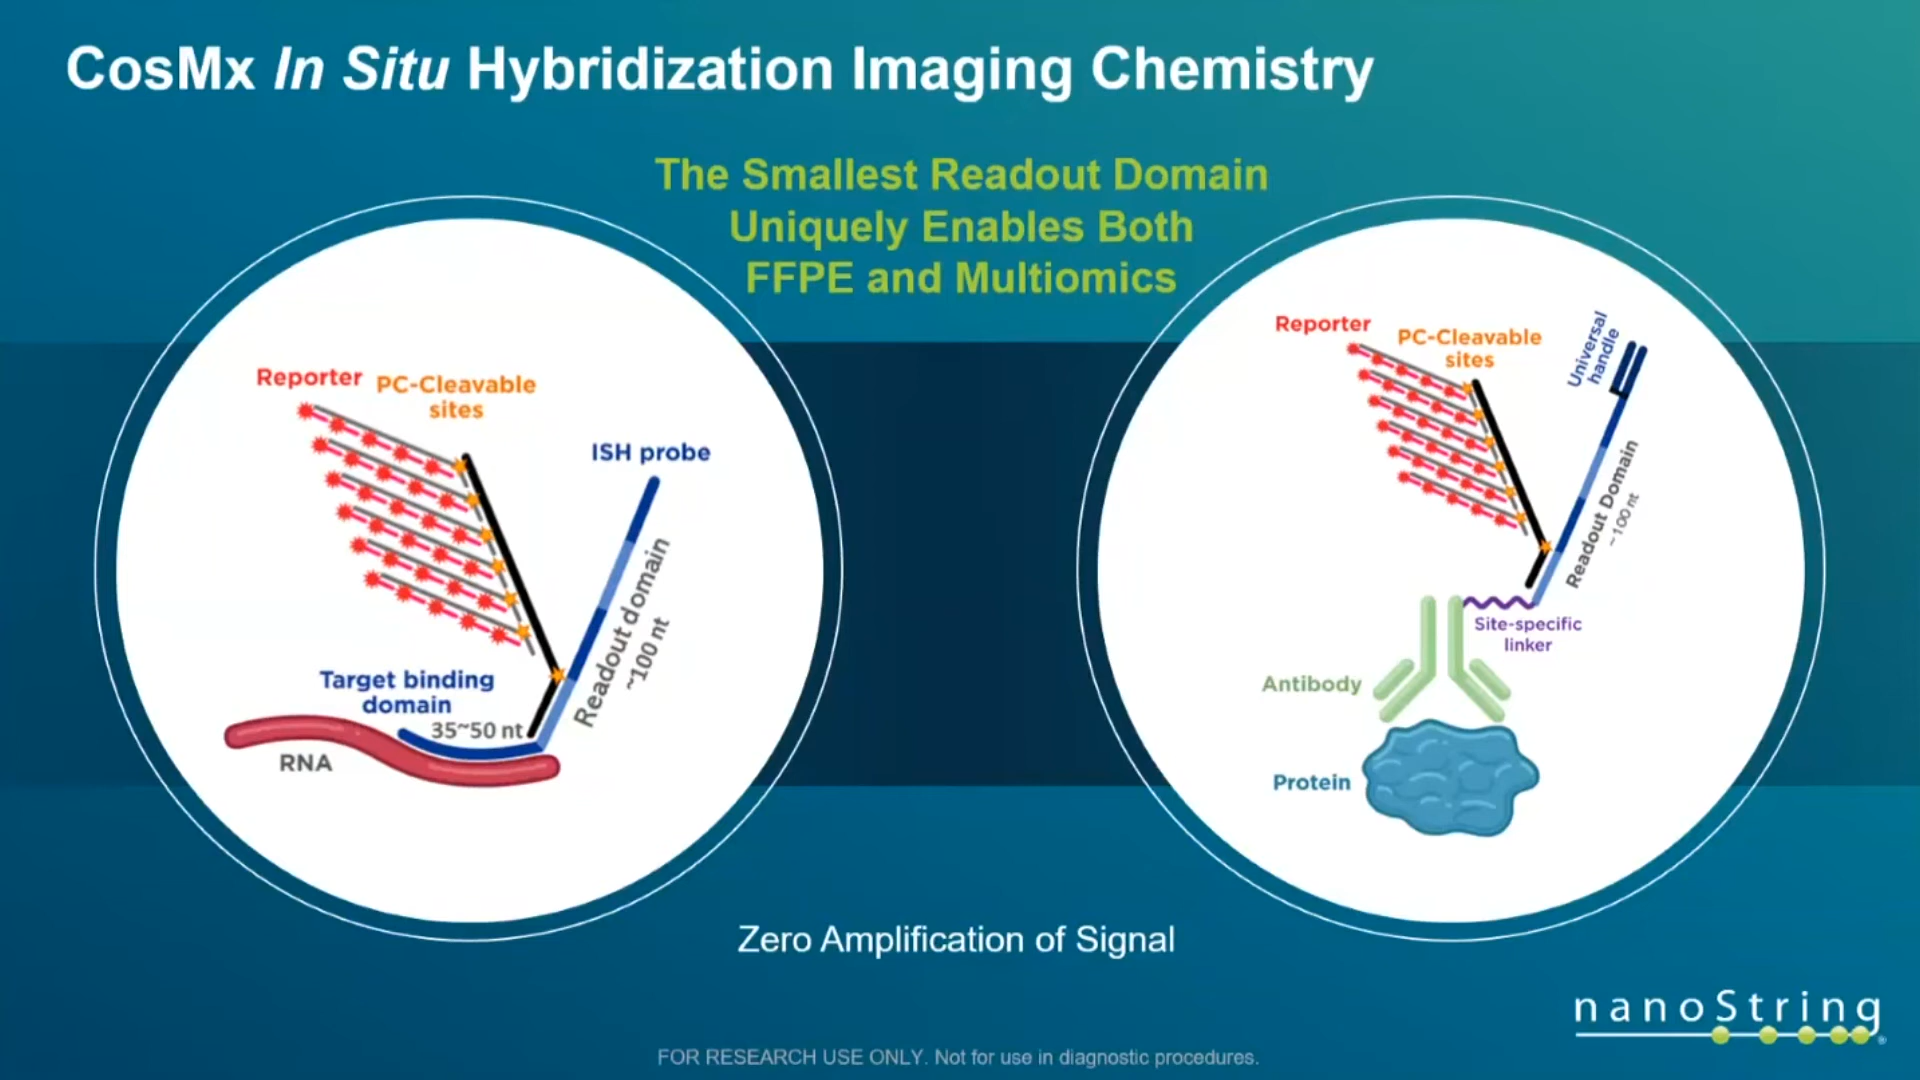 CosMx In Situ Hybridization Imaging Chemistry
The Smallest Readout Domain
Uniquely Enables Both
FFPE and Multiomics
Reporter
PC-Cleavable
sites
ISH probe
Readout domain
~100 nt
Target binding
domain
35~50 nt
RNA
Reporter
PC-Cleavable
sites
Universal
handle
Readout Domain
~100 nt
Site-specific
linker
Antibody
Protein
Zero Amplification of Signal
nanoString®
FOR RESEARCH USE ONLY. Not for use in diagnostic procedures.